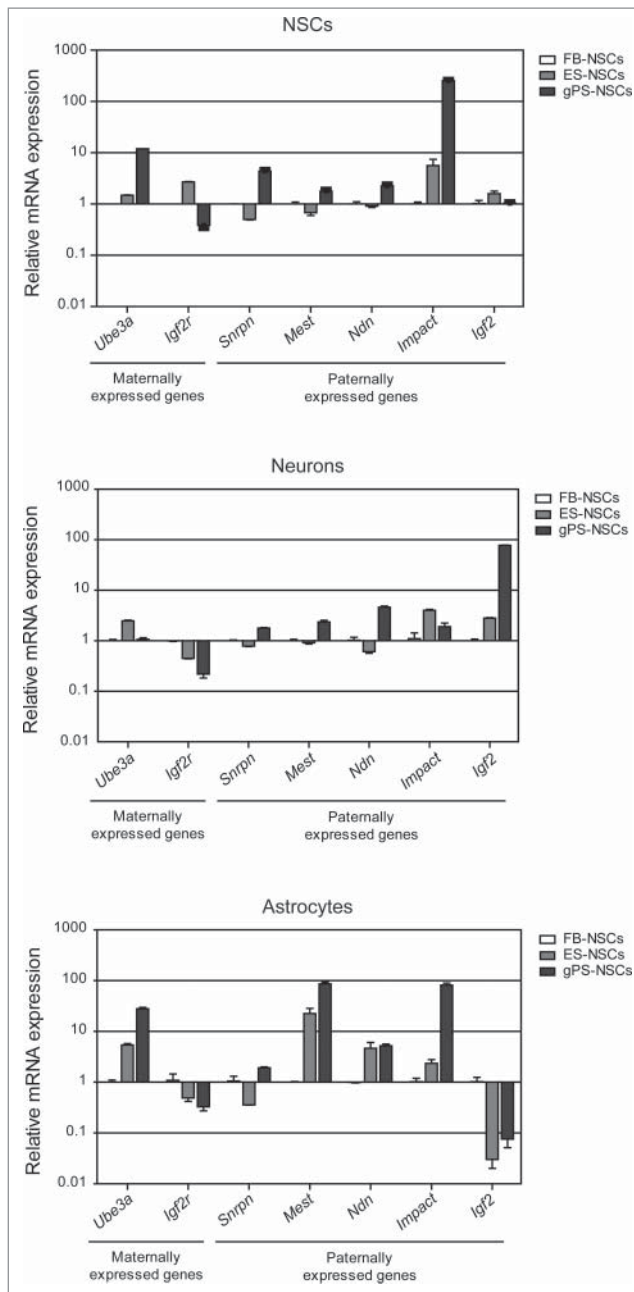 NSCs
FB-NSCs
ES-NSCs
gPS-NSCs
Relative mRNA expression
1000
100
10
1
0.1
0.01
Ube3a
Igf2r
Snrpn
Mest
Ndn
Impact
Igf2
Maternally
expressed genes
Paternally
expressed genes
Neurons
FB-NSCs
ES-NSCs
gPS-NSCs
Relative mRNA expression
1000
100
10
1
0.1
0.01
Ube3a
Igf2r
Snrpn
Mest
Ndn
Impact
Igf2
Maternally
expressed genes
Paternally
expressed genes
Astrocytes
FB-NSCs
ES-NSCs
gPS-NSCs
Relative mRNA expression
1000
100
10
1
0.1
0.01
Ube3a
Igf2r
Snrpn
Mest
Ndn
Impact
Igf2
Maternally
expressed genes
Paternally
expressed genes